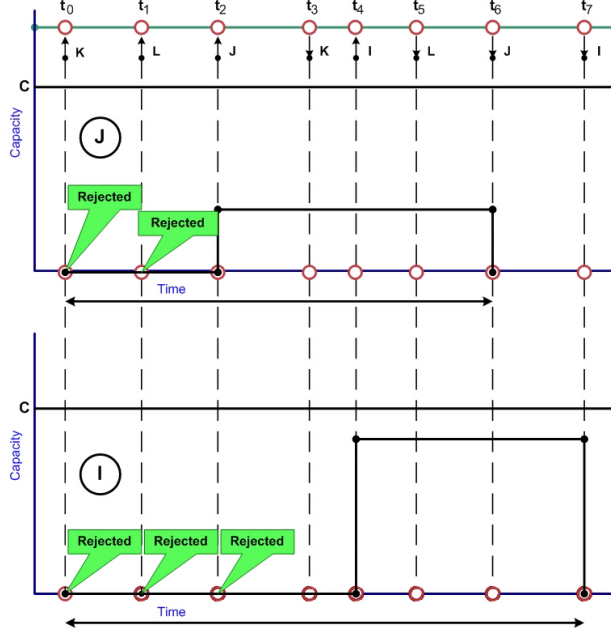 t0 t1 t2 t3 t4 t5 t6 t7
K L J K I L J I
C
Capacity
J
Rejected
Rejected
Time
C
Capacity
I
Rejected Rejected Rejected
Time